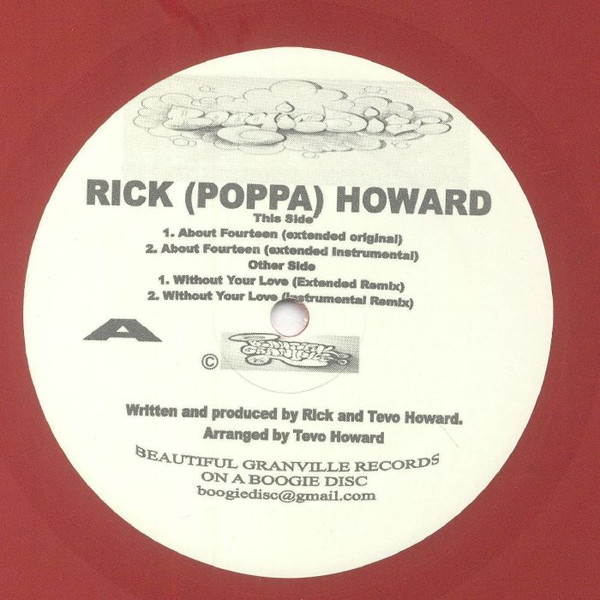 Boogie Disc
RICK (POPPA) HOWARD
This Side
1. About Fourteen (extended original)
2. About Fourteen (extended Instrumental)
Other Side
1. Without Your Love (Extended Remix)
2. Without Your Love (Instrumental Remix)
A
©
Written and produced by Rick and Tevo Howard.
Arranged by Tevo Howard
BEAUTIFUL GRANVILLE RECORDS
ON A BOOGIE DISC
boogiedisc@gmail.com